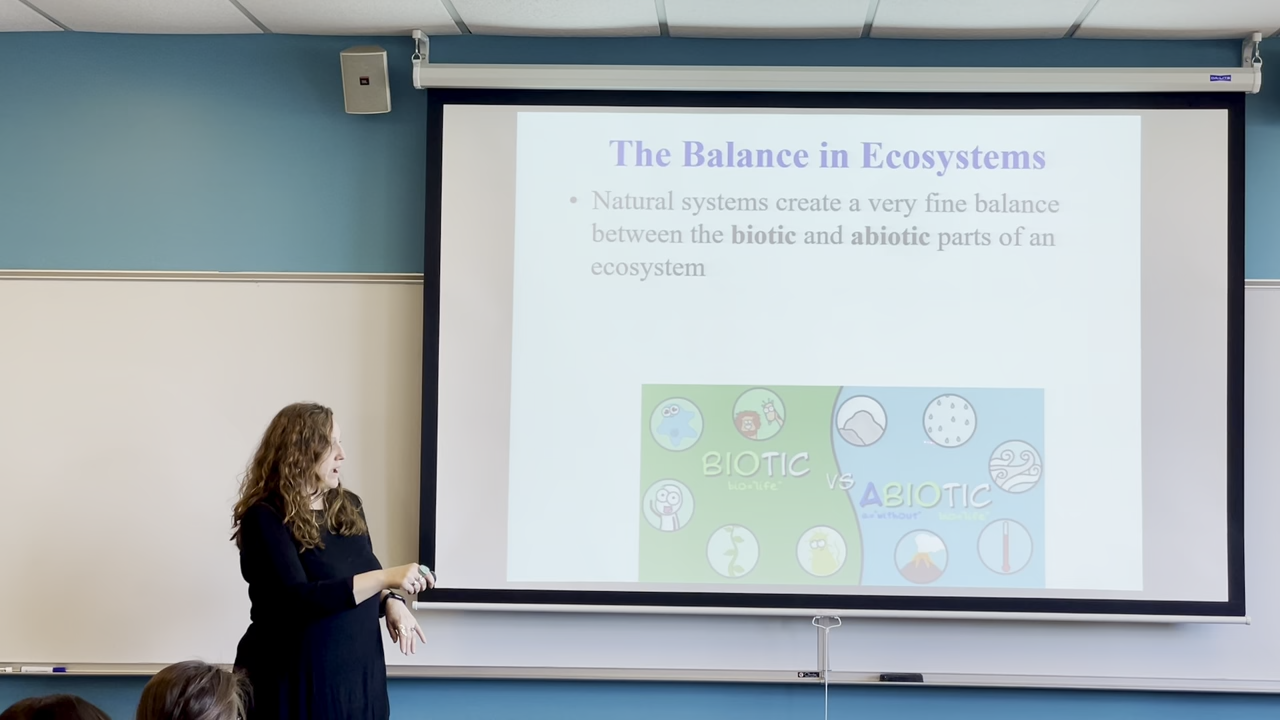 The Balance in Ecosystems
• Natural systems create a very fine balance
between the biotic and abiotic parts of an
ecosystem
BIOTIC
VS
ABIOTIC